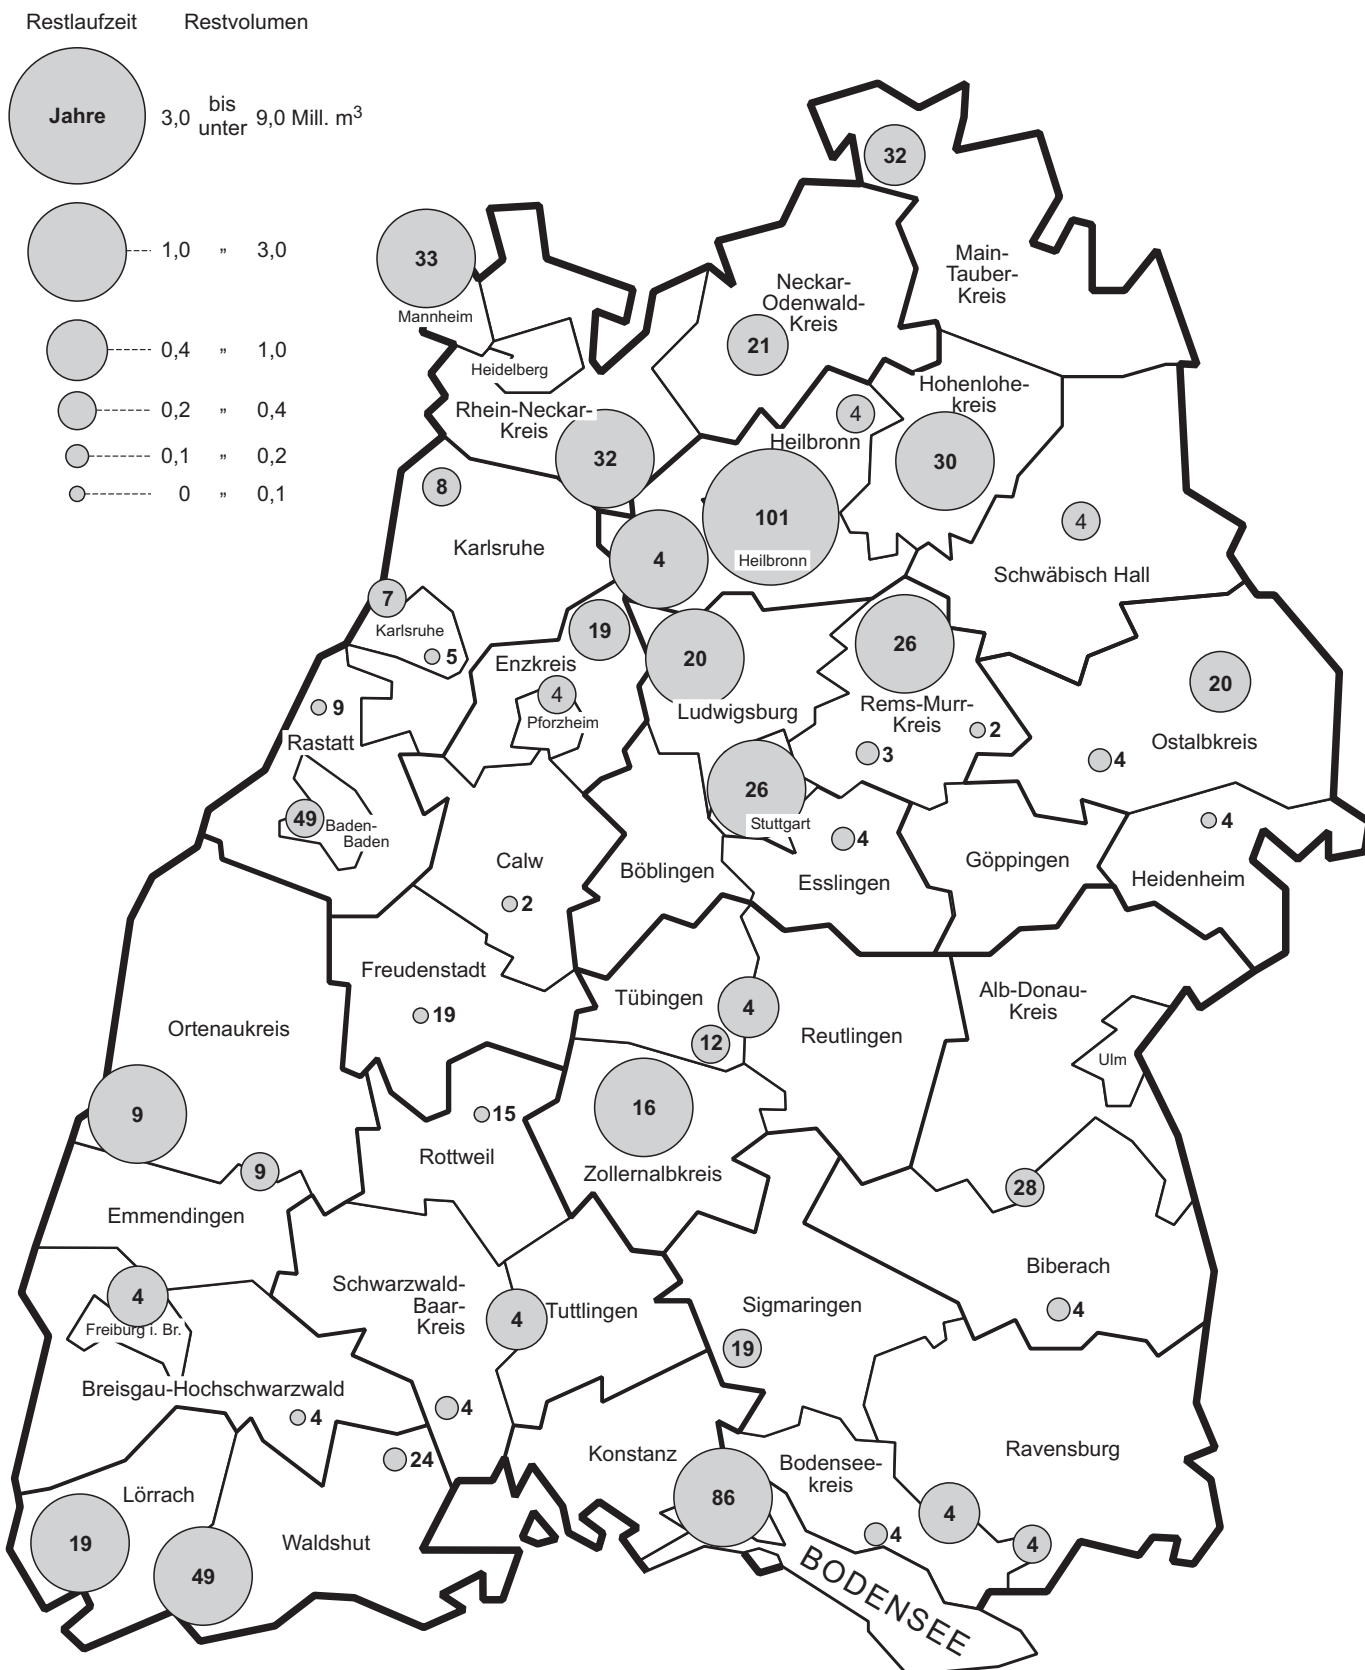 Restlaufzeit Restvolumen
Jahre 3,0 bis unter 9,0 Mill. m³
1,0 „ 3,0
0,4 „ 1,0
0,2 „ 0,4
0,1 „ 0,2
0 „ 0,1
32
33
Mannheim
Main-
Tauber-
Kreis
Neckar-
Odenwald-
Kreis
21
Heidelberg
Rhein-Neckar-
Kreis
32
Hohenlohe-
kreis
4
Heilbronn
30
8
101
Heilbronn
4
Schwäbisch Hall
Karlsruhe
4
7
Karlsruhe
5
19
Enzkreis
4
Pforzheim
20
Ludwigsburg
26
Rems-Murr-
Kreis
2
3
20
Ostalbkreis
4
9
Rastatt
49
Baden-
Baden
26
Stuttgart
4
Esslingen
4
Heidenheim
Göppingen
Calw
2
Böblingen
Freudenstadt
19
Tübingen
4
12
Reutlingen
Alb-Donau-
Kreis
Ulm
Ortenaukreis
9
15
Rottweil
16
Zollernalbkreis
9
Emmendingen
28
Biberach
4
4
Freiburg i. Br.
Schwarzwald-
Baar-
Kreis
4
Tuttlingen
Sigmaringen
19
Breisgau-Hochschwarzwald
4
4
24
Konstanz
86
Bodensee-
kreis
4
Ravensburg
4
4
Lörrach
19
49
Waldshut
BODENSEE